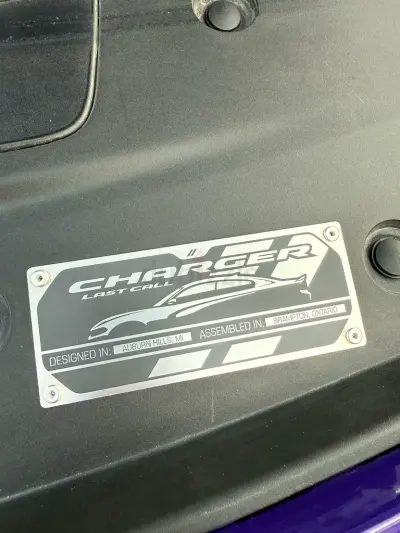 CHARGER
LAST CALL
DESIGNED IN: AUBURN HILLS, MI ASSEMBLED IN: BRAMPTON, ONTARIO